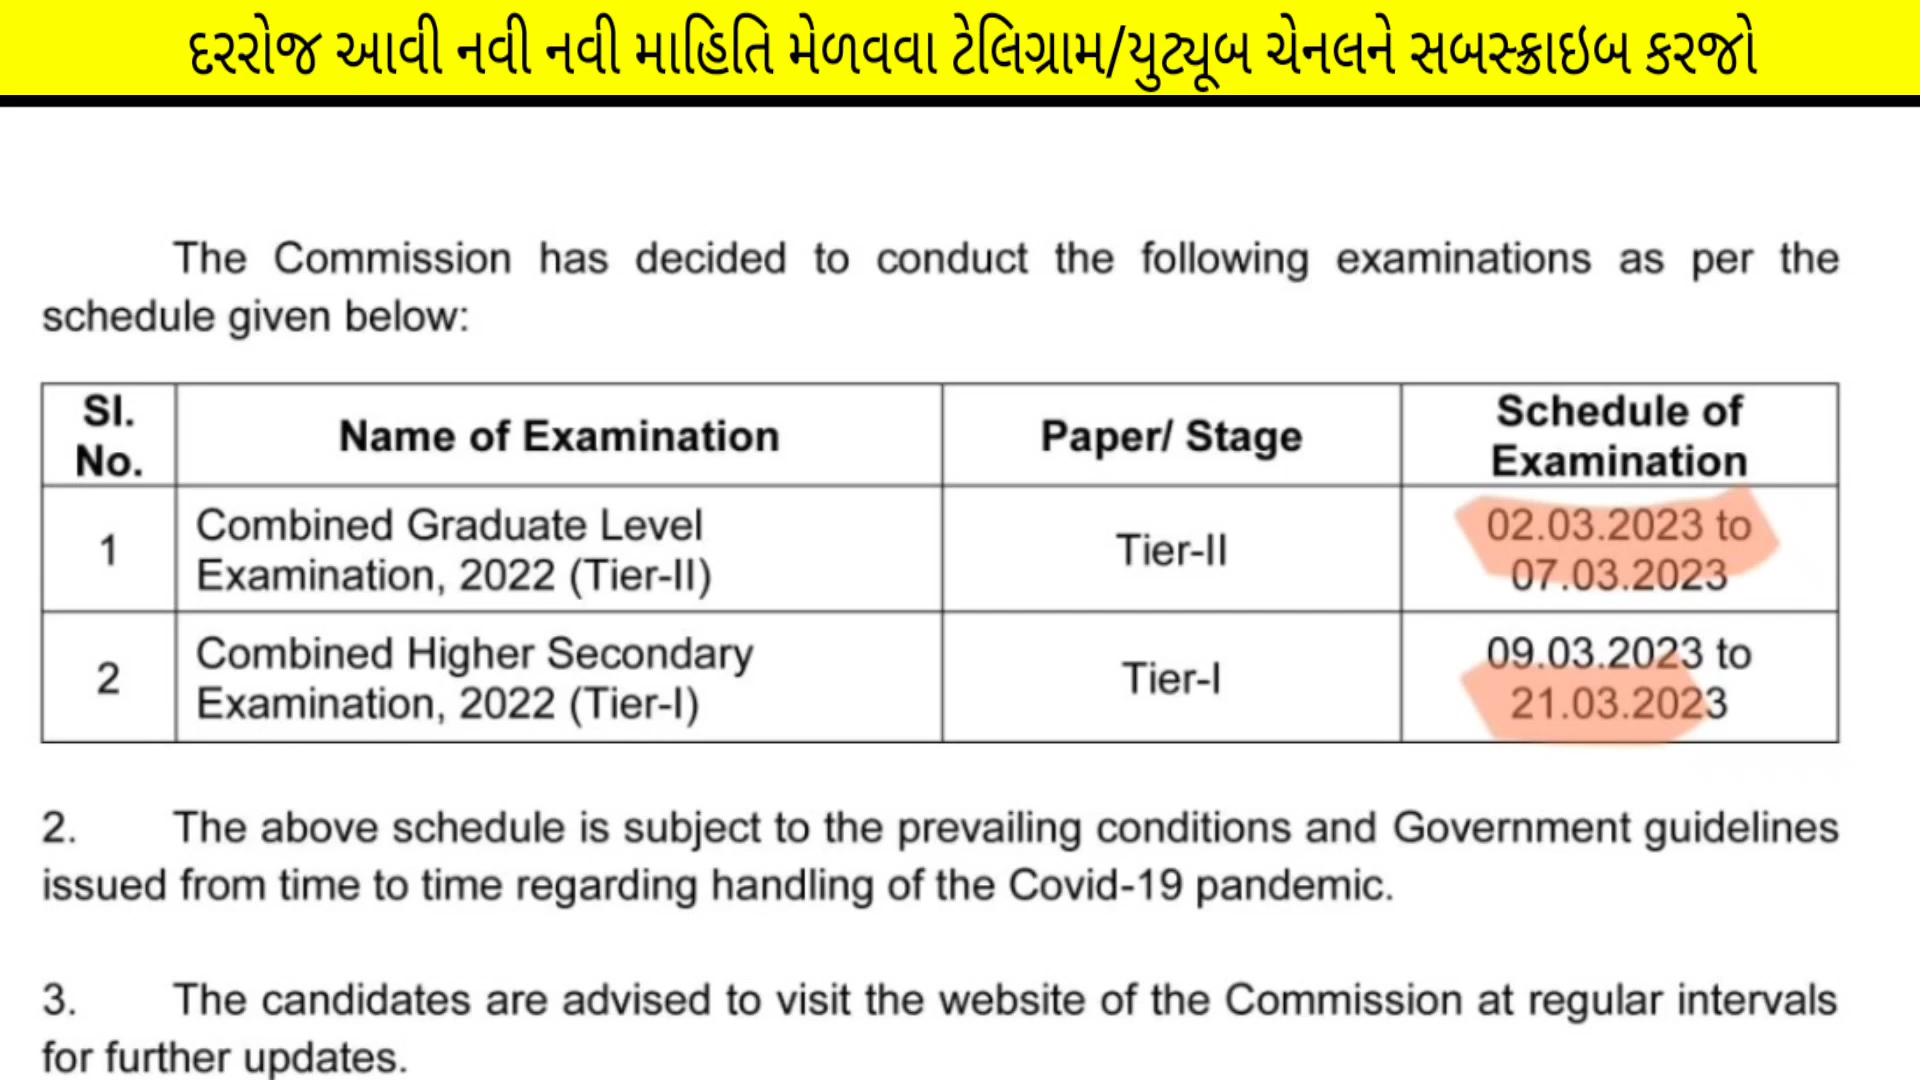 દરરોજ આવી નવી નવી માહિતિ મેળવવા ટેલિગ્રામ/યુટ્યૂબ ચેનલને સબસ્ક્રાઇબ કરજો
The Commission has decided to conduct the following examinations as per the
schedule given below:
Sl. No. Name of Examination Paper/ Stage Schedule of Examination
1 Combined Graduate Level Examination, 2022 (Tier-II) Tier-II 02.03.2023 to 07.03.2023
2 Combined Higher Secondary Examination, 2022 (Tier-I) Tier-I 09.03.2023 to 21.03.2023
2. The above schedule is subject to the prevailing conditions and Government guidelines
issued from time to time regarding handling of the Covid-19 pandemic.
3. The candidates are advised to visit the website of the Commission at regular intervals
for further updates.